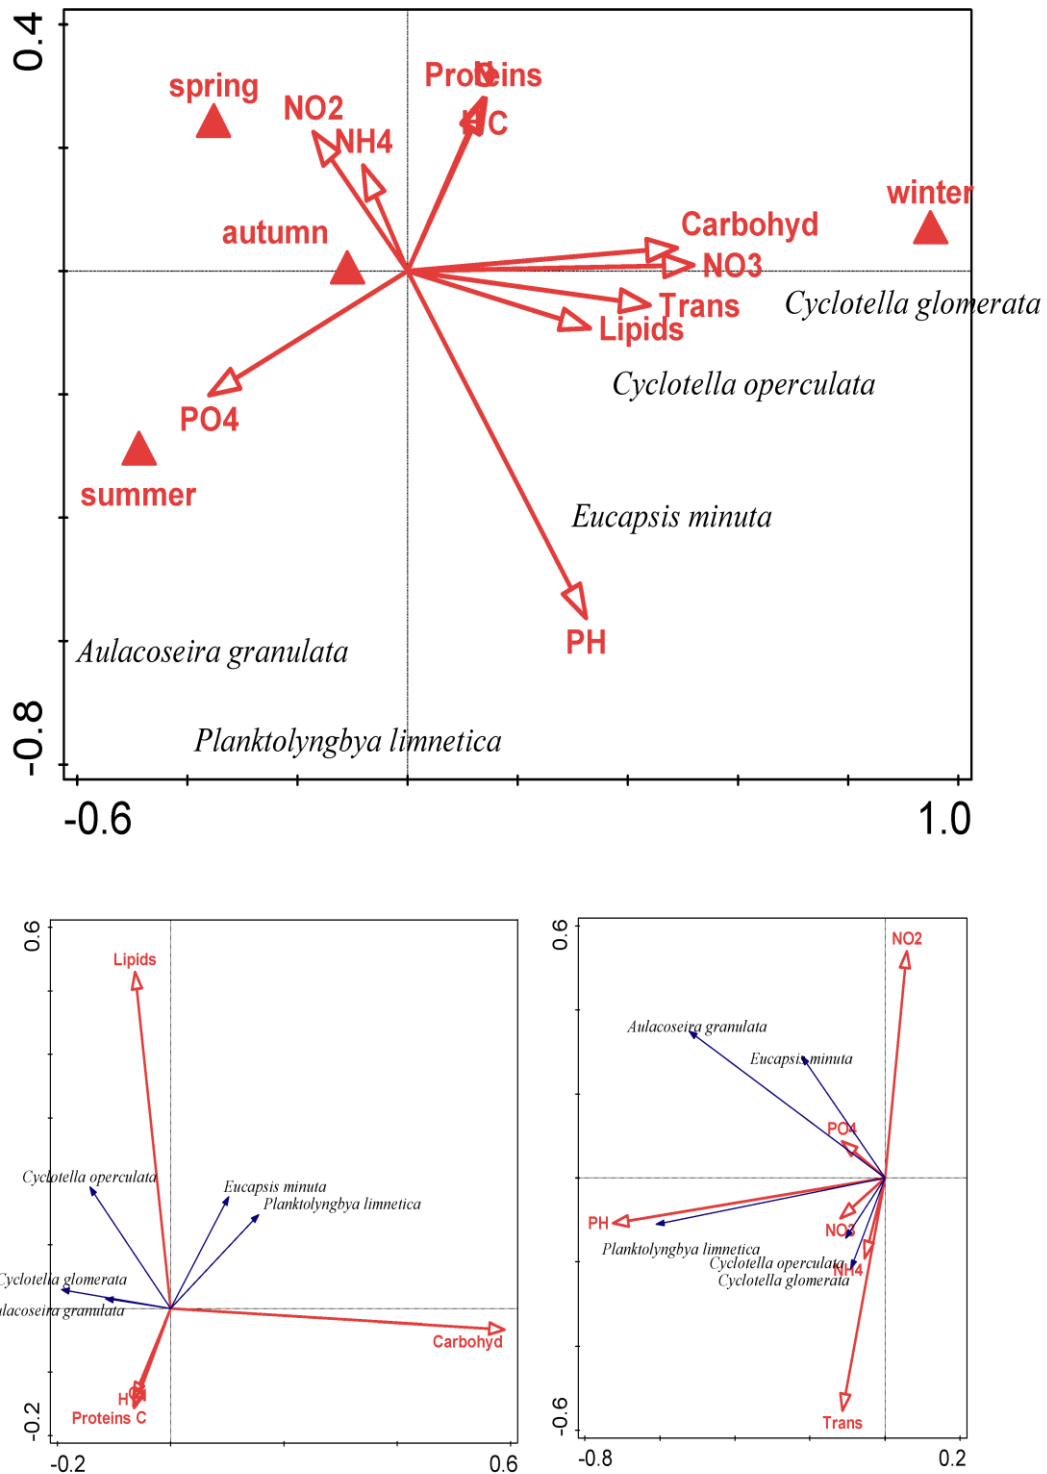 0.4
spring
NO2
NH4
Proteins
C
autumn
winter
Carbohyd
NO3
Trans
Cyclotella glomerata
Lipids
Cyclotella operculata
PO4
summer
Eucapsis minuta
PH
Aulacoseira granulata
-0.8
Planktolyngbya limnetica
-0.6
1.0
0.6
Lipids
Cyclotella operculata
Eucapsis minuta
Planktolyngbya limnetica
Cyclotella glomerata
ulacoseira granulata
Carbohyd
H
Proteins C
-0.2
-0.2
0.6
0.6
NO2
Aulacoseira granulata
Eucapsis minuta
PO4
PH
NO3
Planktolyngbya limnetica
Cyclotella operculata
NH4
Cyclotella glomerata
Trans
-0.6
-0.8
0.2